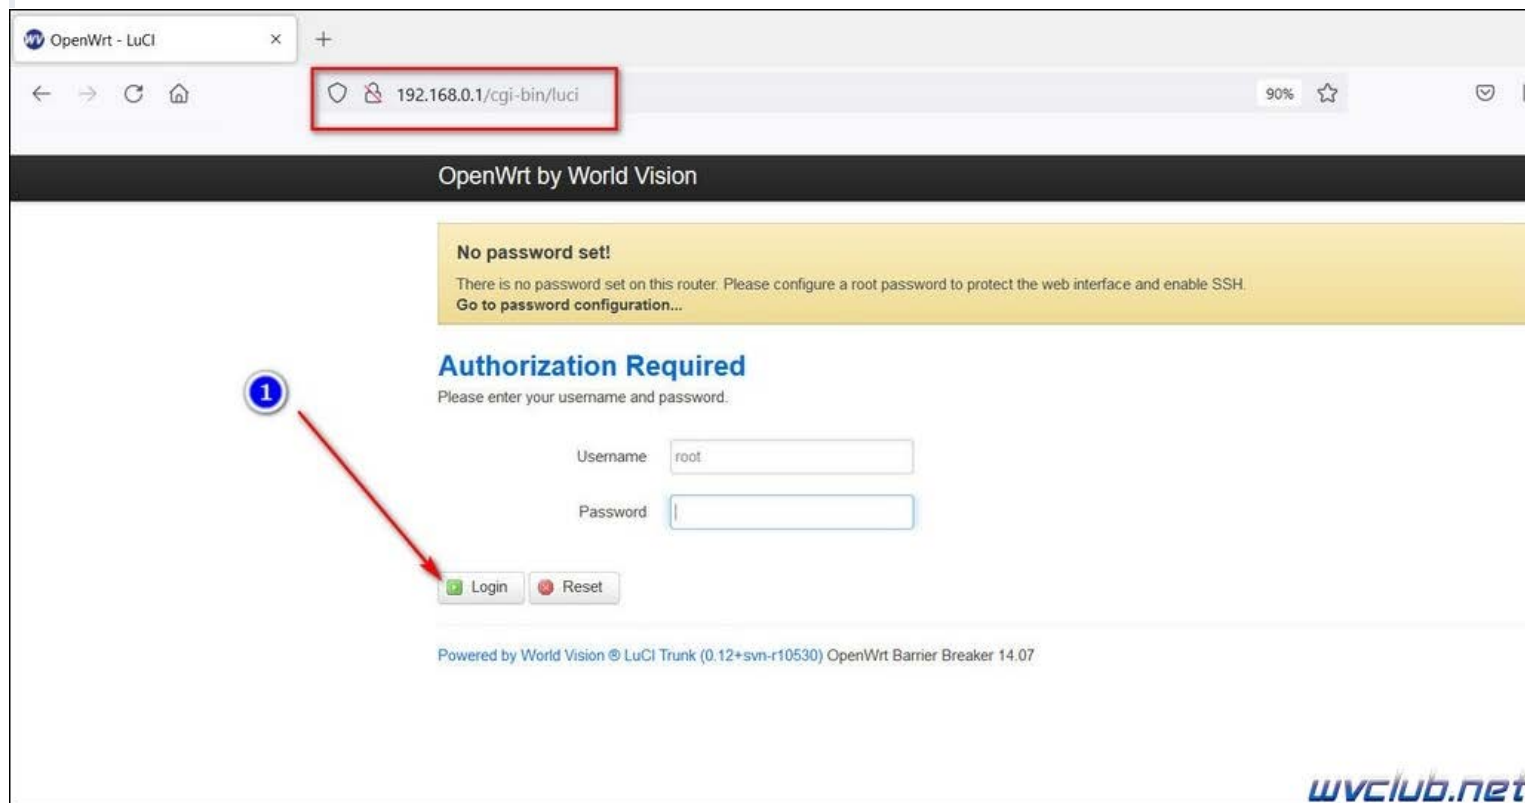 OpenWrt - LuCI
192.168.0.1/cgi-bin/luci
90%
OpenWrt by World Vision
No password set!
There is no password set on this router. Please configure a root password to protect the web interface and enable SSH.
Go to password configuration...
Authorization Required
Please enter your username and password.
1
Username root
Password
Login Reset
Powered by World Vision ® LuCI Trunk (0.12+svn-r10530) OpenWrt Barrier Breaker 14.07
wvclub.net